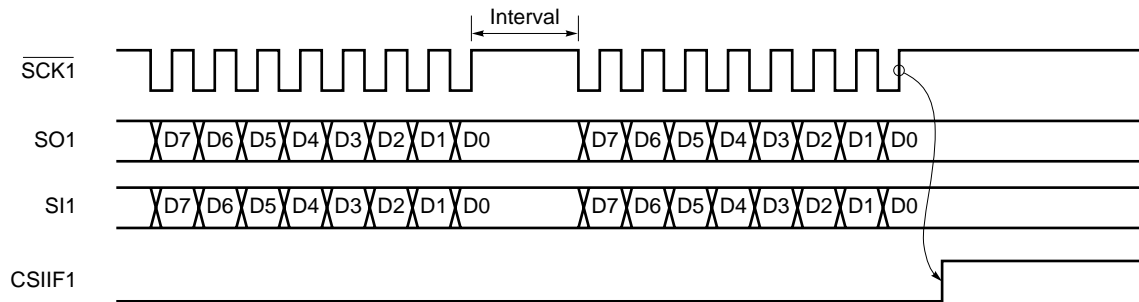 Interval
S̅C̅K̅1̅
SO1 D7 D6 D5 D4 D3 D2 D1 D0 D7 D6 D5 D4 D3 D2 D1 D0
SI1 D7 D6 D5 D4 D3 D2 D1 D0 D7 D6 D5 D4 D3 D2 D1 D0
CSIIF1